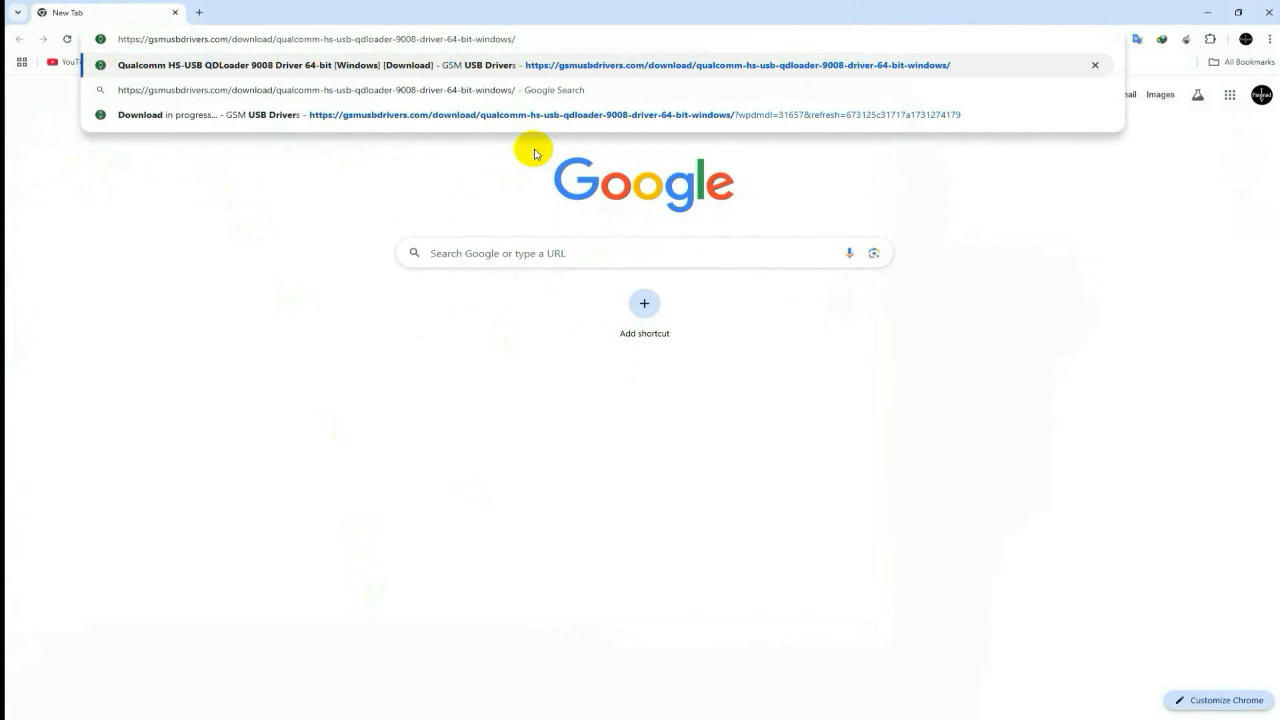 New Tab
https://gsmusbdrivers.com/download/qualcomm-hs-usb-qdloader-9008-driver-64-bit-windows/
Qualcomm HS-USB QDLoader 9008 Driver 64-bit [Windows] [Download] - GSM USB Drivers - https://gsmusbdrivers.com/download/qualcomm-hs-usb-qdloader-9008-driver-64-bit-windows/
https://gsmusbdrivers.com/download/qualcomm-hs-usb-qdloader-9008-driver-64-bit-windows/ - Google Search
Download in progress... - GSM USB Drivers - https://gsmusbdrivers.com/download/qualcomm-hs-usb-qdloader-9008-driver-64-bit-windows/?wpdmdl=31657&refresh=673125c31717a1731274179
YouT
All Bookmarks
mail Images
Google
Search Google or type a URL
Add shortcut
Customize Chrome